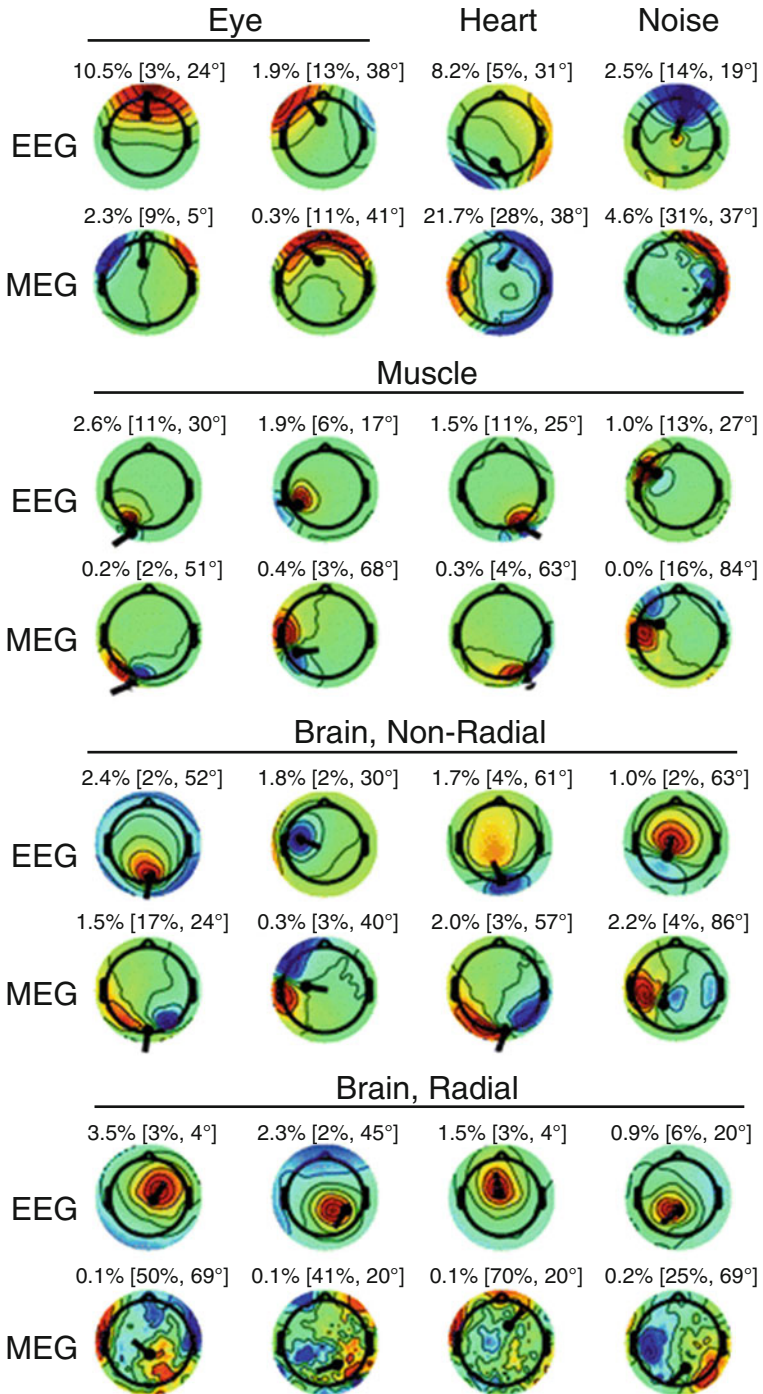 Eye Heart Noise
10.5% [3%, 24°] 1.9% [13%, 38°] 8.2% [5%, 31°] 2.5% [14%, 19°]
EEG
2.3% [9%, 5°] 0.3% [11%, 41°] 21.7% [28%, 38°] 4.6% [31%, 37°]
MEG
Muscle
2.6% [11%, 30°] 1.9% [6%, 17°] 1.5% [11%, 25°] 1.0% [13%, 27°]
EEG
0.2% [2%, 51°] 0.4% [3%, 68°] 0.3% [4%, 63°] 0.0% [16%, 84°]
MEG
Brain, Non-Radial
2.4% [2%, 52°] 1.8% [2%, 30°] 1.7% [4%, 61°] 1.0% [2%, 63°]
EEG
1.5% [17%, 24°] 0.3% [3%, 40°] 2.0% [3%, 57°] 2.2% [4%, 86°]
MEG
Brain, Radial
3.5% [3%, 4°] 2.3% [2%, 45°] 1.5% [3%, 4°] 0.9% [6%, 20°]
EEG
0.1% [50%, 69°] 0.1% [41%, 20°] 0.1% [70%, 20°] 0.2% [25%, 69°]
MEG